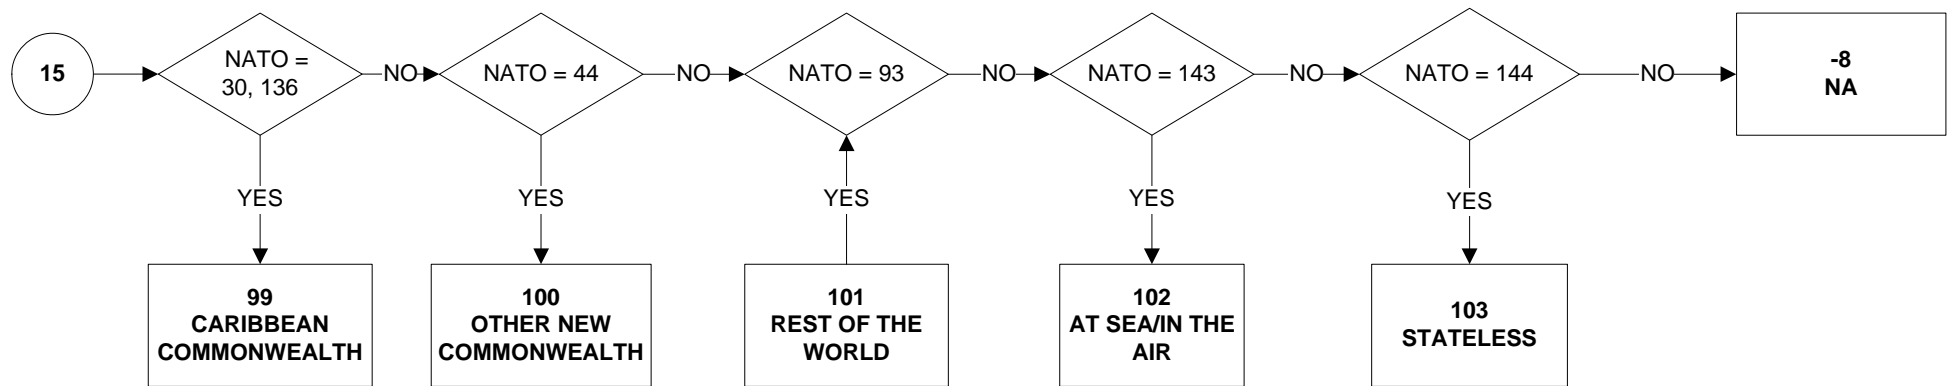 15
NATO =
30, 136
NO
NATO = 44
NO
NATO = 93
NO
NATO = 143
NO
NATO = 144
NO
-8
NA
YES
YES
YES
YES
YES
99
CARIBBEAN
COMMONWEALTH
100
OTHER NEW
COMMONWEALTH
101
REST OF THE
WORLD
102
AT SEA/IN THE
AIR
103
STATELESS